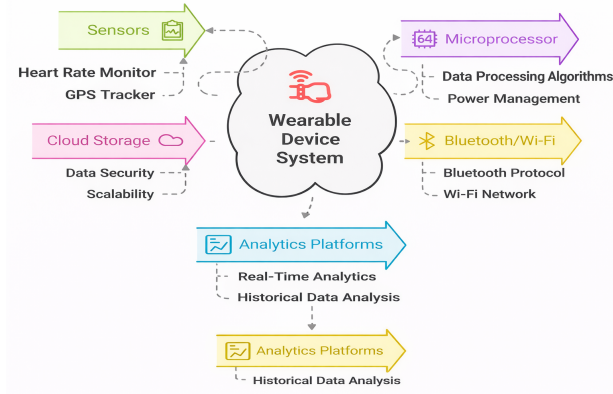 Sensors
Heart Rate Monitor
GPS Tracker
64
Microprocessor
Data Processing Algorithms
Power Management
Wearable
Device
System
Cloud Storage
Data Security
Scalability
Bluetooth/Wi-Fi
Bluetooth Protocol
Wi-Fi Network
Analytics Platforms
Real-Time Analytics
Historical Data Analysis
Analytics Platforms
Historical Data Analysis